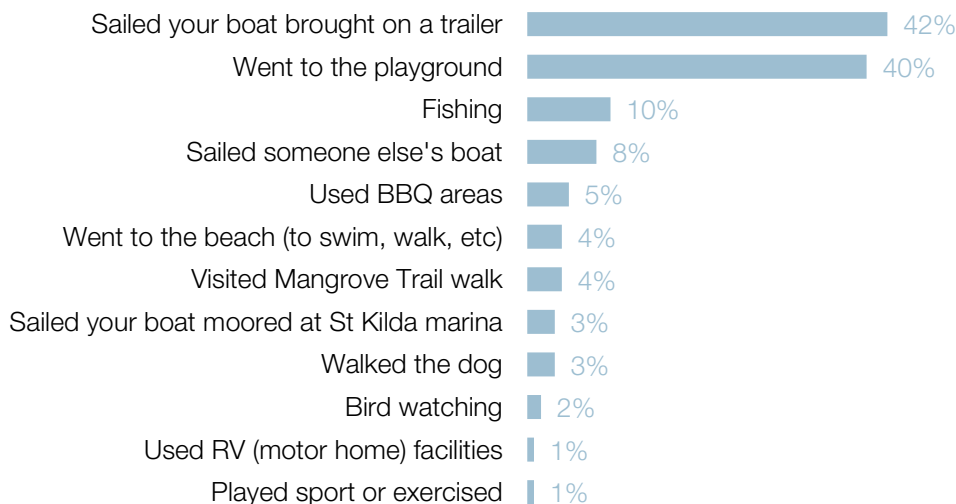 Sailed your boat brought on a trailer 42%
Went to the playground 40%
Fishing 10%
Sailed someone else's boat 8%
Used BBQ areas 5%
Went to the beach (to swim, walk, etc) 4%
Visited Mangrove Trail walk 4%
Sailed your boat moored at St Kilda marina 3%
Walked the dog 3%
Bird watching 2%
Used RV (motor home) facilities 1%
Played sport or exercised 1%